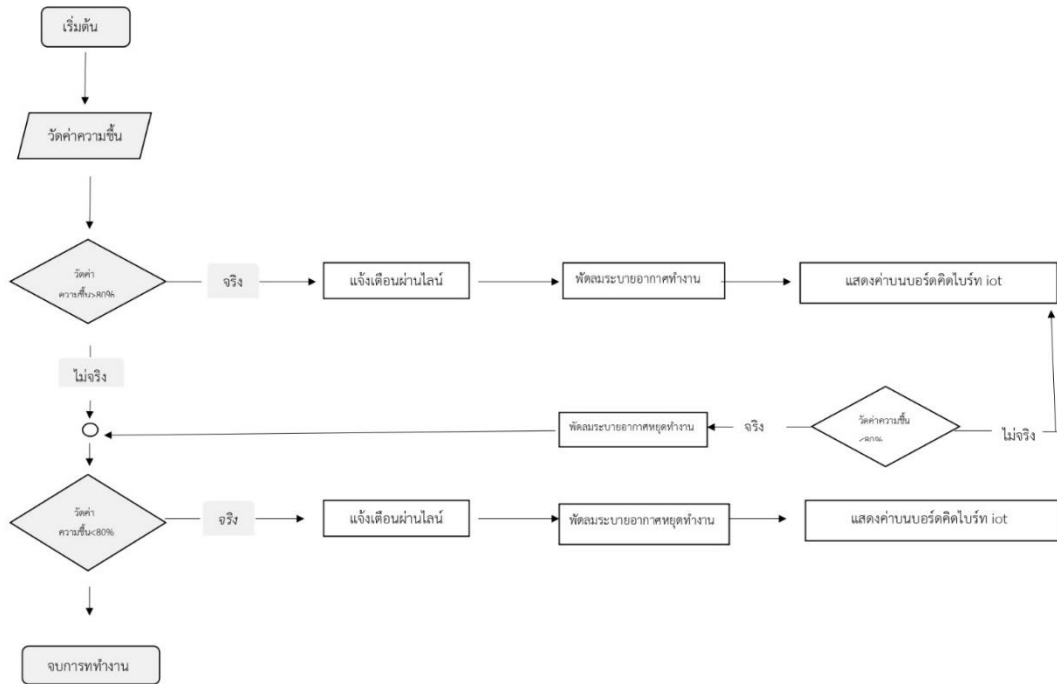 เริ่มต้น
วัดค่าความชื้น
วัดค่า
ความชื้น>80%
จริง
แจ้งเตือนผ่านไลน์
พัดลมระบายอากาศทำงาน
แสดงค่าบนบอร์ดคิดไบร์ท iot
ไม่จริง
พัดลมระบายอากาศหยุดทำงาน
จริง
วัดค่าความชื้น
<80%
ไม่จริง
วัดค่า
ความชื้น<80%
จริง
แจ้งเตือนผ่านไลน์
พัดลมระบายอากาศหยุดทำงาน
แสดงค่าบนบอร์ดคิดไบร์ท iot
จบการททำงาน